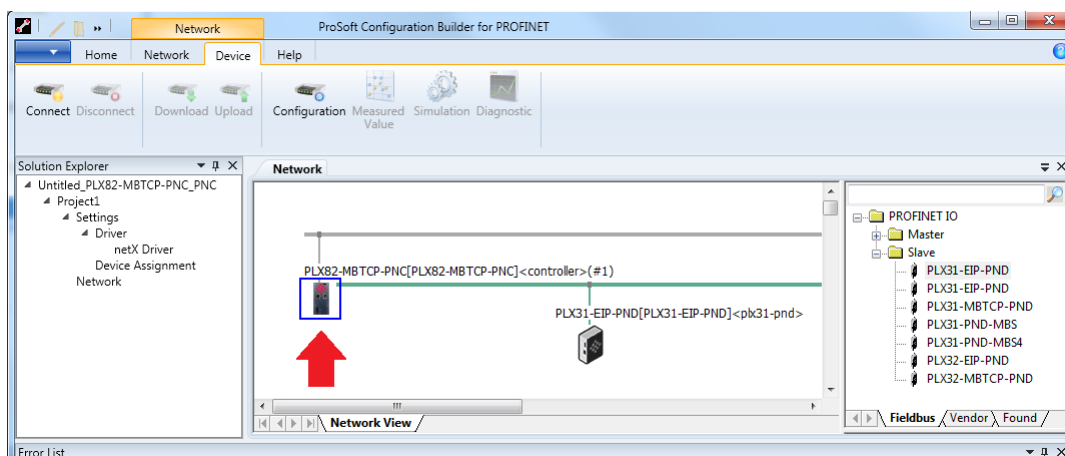 Network
ProSoft Configuration Builder for PROFINET
Home Network Device Help
Connect Disconnect Download Upload Configuration Measured Value Simulation Diagnostic
Solution Explorer
Untitled_PLX82-MBTCP-PNC_PNC
Project1
Settings
Driver
netX Driver
Device Assignment
Network
Network
PLX82-MBTCP-PNC[PLX82-MBTCP-PNC]<controller>(#1)
PLX31-EIP-PND[PLX31-EIP-PND]<plx31-pnd>
Network View
PROFINET IO
Master
Slave
PLX31-EIP-PND
PLX31-EIP-PND
PLX31-MBTCP-PND
PLX31-PND-MBS
PLX31-PND-MBS4
PLX32-EIP-PND
PLX32-MBTCP-PND
Fieldbus Vendor Found
Error List